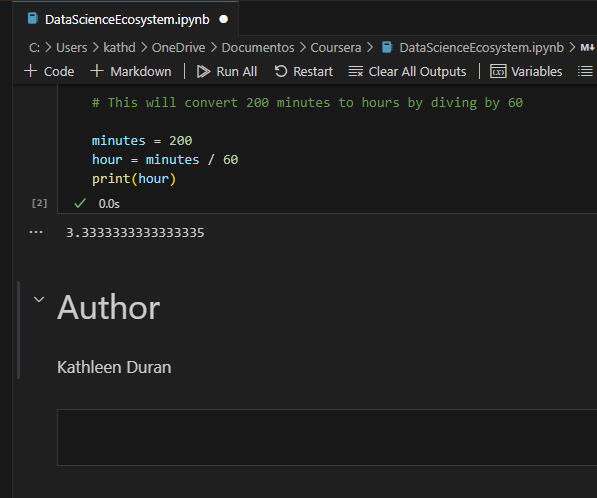 DataScienceEcosystem.ipynb
C: > Users > kathd > OneDrive > Documentos > Coursera > DataScienceEcosystem.ipynb > M↓
+ Code + Markdown | Run All Restart Clear All Outputs | Variables
# This will convert 200 minutes to hours by diving by 60
minutes = 200
hour = minutes / 60
print(hour)
[2] 0.0s
... 3.3333333333333335
Author
Kathleen Duran